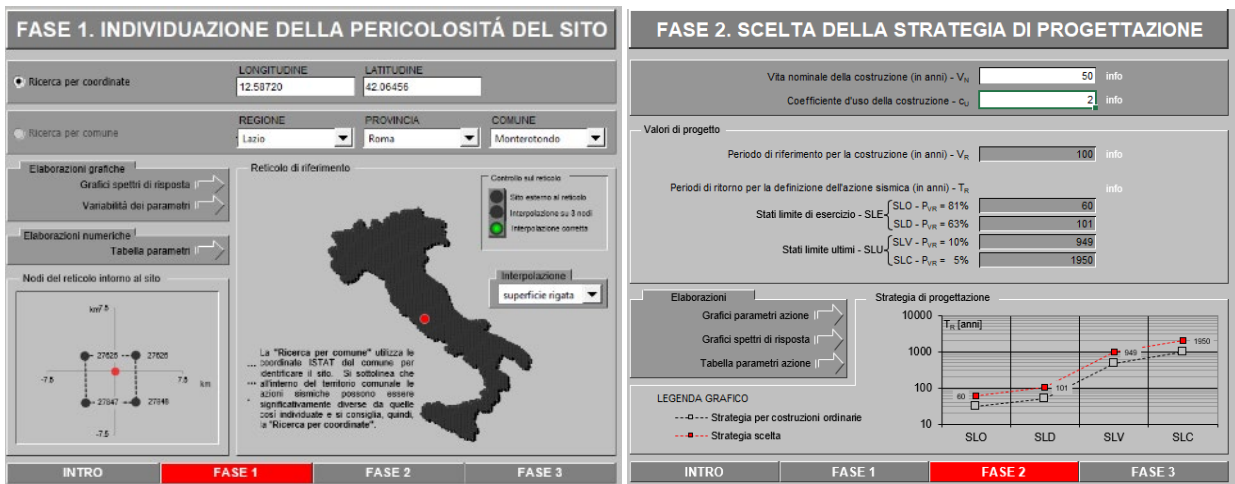 FASE 1. INDIVIDUAZIONE DELLA PERICOLOSITÁ DEL SITO
Ricerca per coordinate
LONGITUDINE
LATITUDINE
12.58720
42.06456
Ricerca per comune
REGIONE
PROVINCIA
COMUNE
Lazio
Roma
Monterotondo
Elaborazioni grafiche
Grafici spettri di risposta
Variabilità dei parametri
Elaborazioni numeriche
Tabella parametri
Nodi del reticolo intorno al sito
km
7.5
27625
27626
-7.5
7.5
km
27847
27848
-7.5
Reticolo di riferimento
Controllo sul reticolo
Sito esterno al reticolo
Interpolazione su 3 nodi
Interpolazione corretta
Interpolazione
superficie rigata
La "Ricerca per comune" utilizza le
coordinate ISTAT del comune per
identificare il sito. Si sottolinea che
all'interno del territorio comunale le
azioni sismiche possono essere
significativamente diverse da quelle
così individuate e si consiglia, quindi,
la "Ricerca per coordinate".
INTRO
FASE 1
FASE 2
FASE 3
FASE 2. SCELTA DELLA STRATEGIA DI PROGETTAZIONE
Vita nominale della costruzione (in anni) - VN
50
info
Coefficiente d'uso della costruzione - cU
2
info
Valori di progetto
Periodo di riferimento per la costruzione (in anni) - VR
100
info
Periodi di ritorno per la definizione dell'azione sismica (in anni) - TR
info
Stati limite di esercizio - SLE
SLO - PVR = 81%
60
SLD - PVR = 63%
101
Stati limite ultimi - SLU
SLV - PVR = 10%
949
SLC - PVR = 5%
1950
Elaborazioni
Grafici parametri azione
Grafici spettri di risposta
Tabella parametri azione
LEGENDA GRAFICO
Strategia per costruzioni ordinarie
Strategia scelta
Strategia di progettazione
10000
1000
100
10
TR [anni]
60
101
949
1950
SLO
SLD
SLV
SLC
INTRO
FASE 1
FASE 2
FASE 3